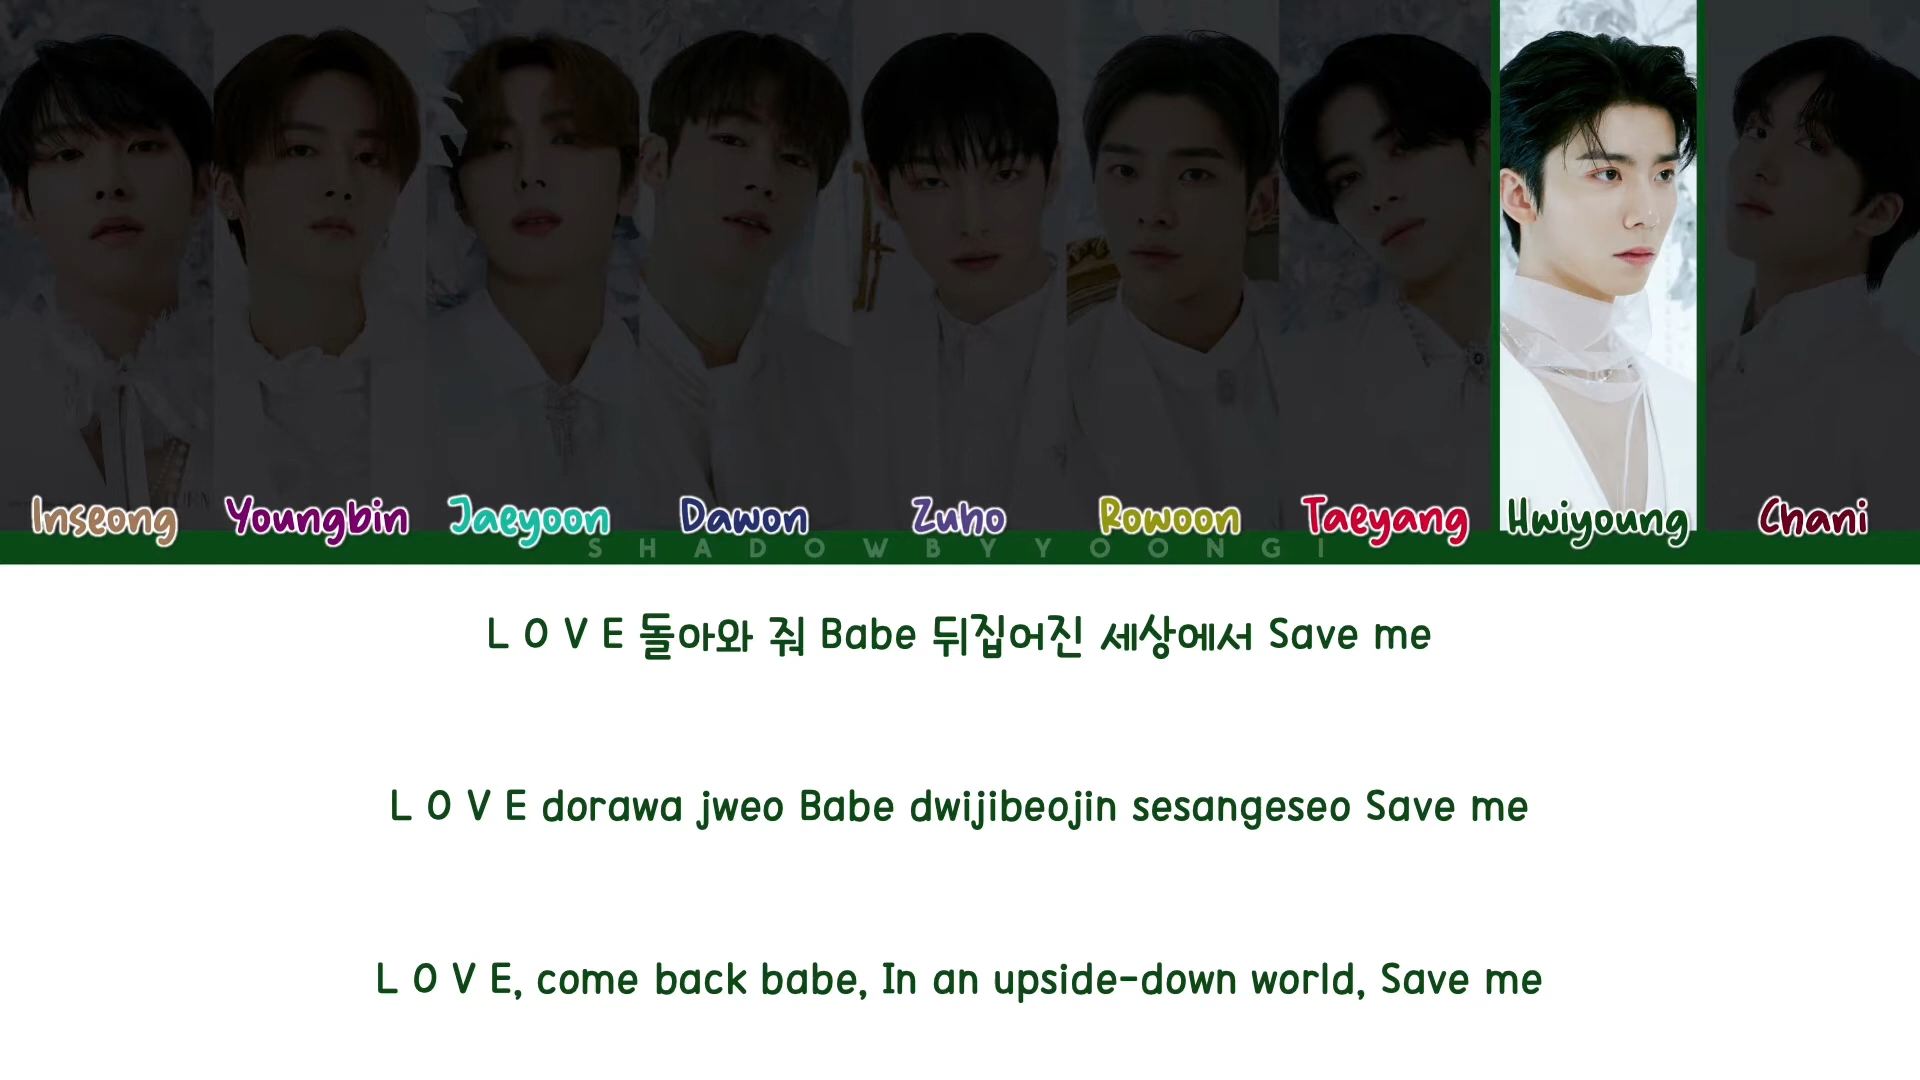 Inseong Youngbin Jaeyoon Dawon Zuho Rowoon Taeyang Hwiyoung Chani
SHADOWBYYOONGI
L O V E 돌아와 줘 Babe 뒤집어진 세상에서 Save me
L O V E dorawa jweo Babe dwijibeojin sesangeseo Save me
L O V E, come back babe, In an upside-down world, Save me